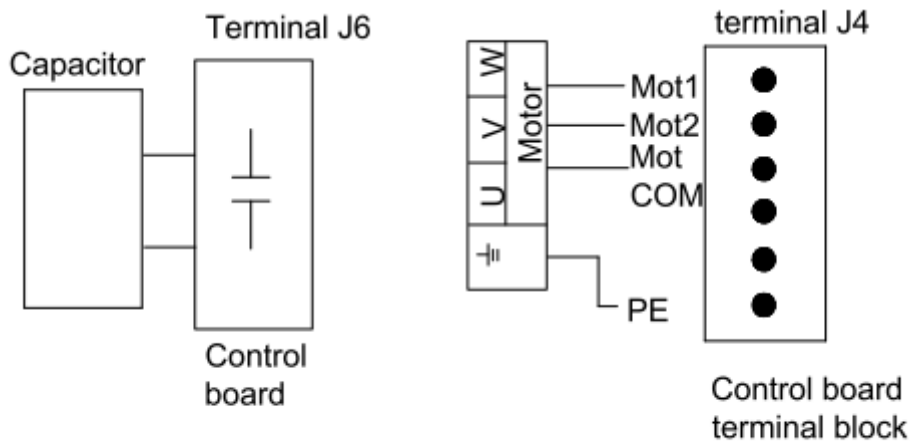 Terminal J6
Capacitor
Control
board
terminal J4
W
V
U
Motor
Mot1
Mot2
Mot
COM
PE
Control board
terminal block